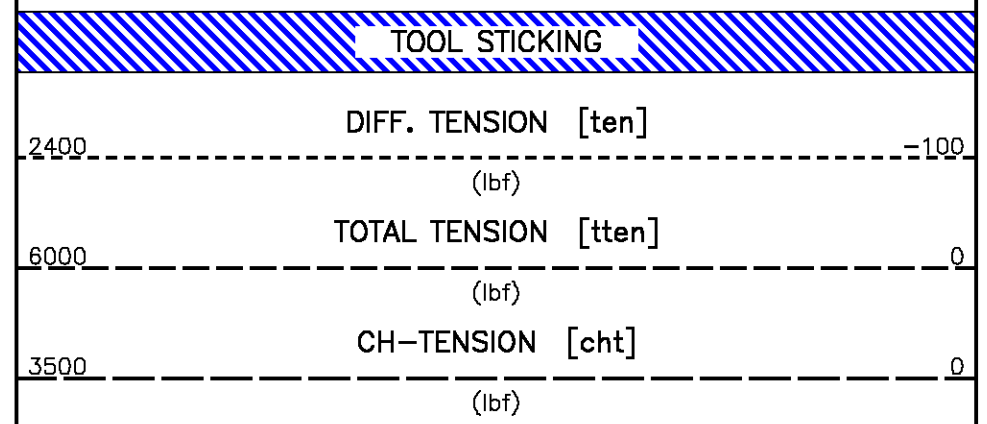 TOOL STICKING
DIFF. TENSION [ten]
2400 -100
(lbf)
TOTAL TENSION [tten]
6000 0
(lbf)
CH-TENSION [cht]
3500 0
(lbf)